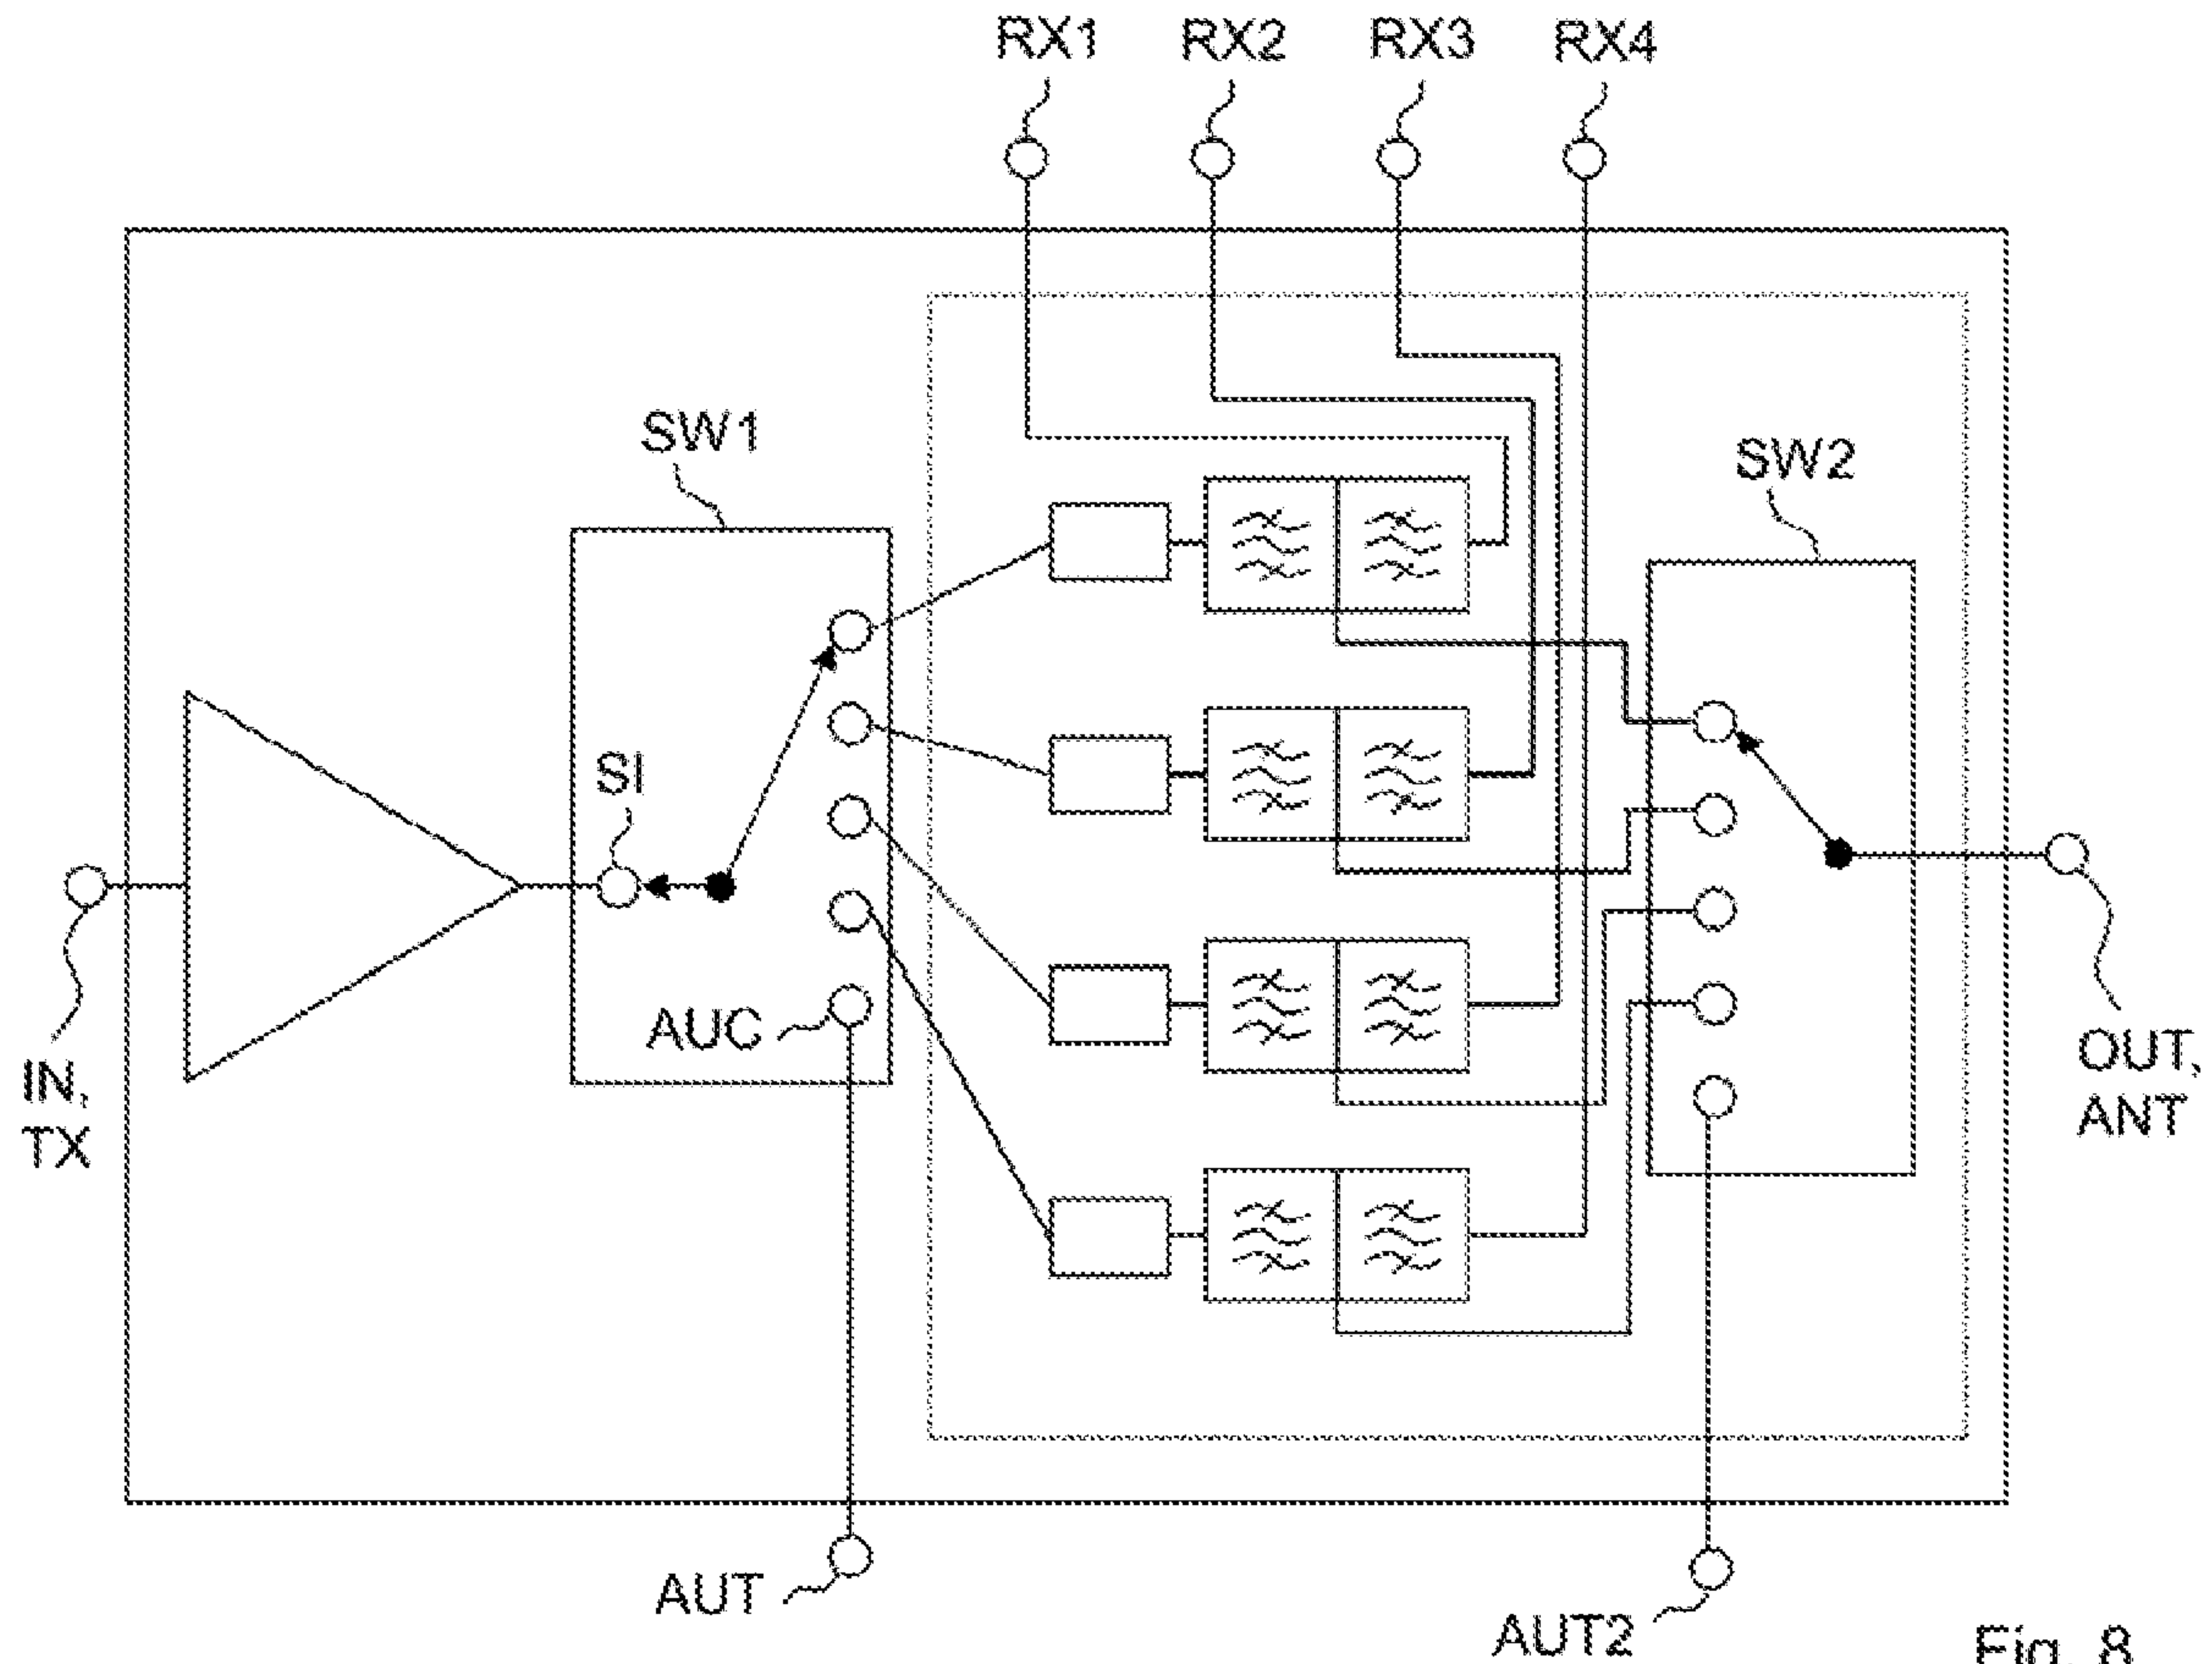 RX1 RX2 RX3 RX4
SW1
SW2
SI
AUC
IN,
TX
OUT,
ANT
AUT
AUT2
Fig. 8